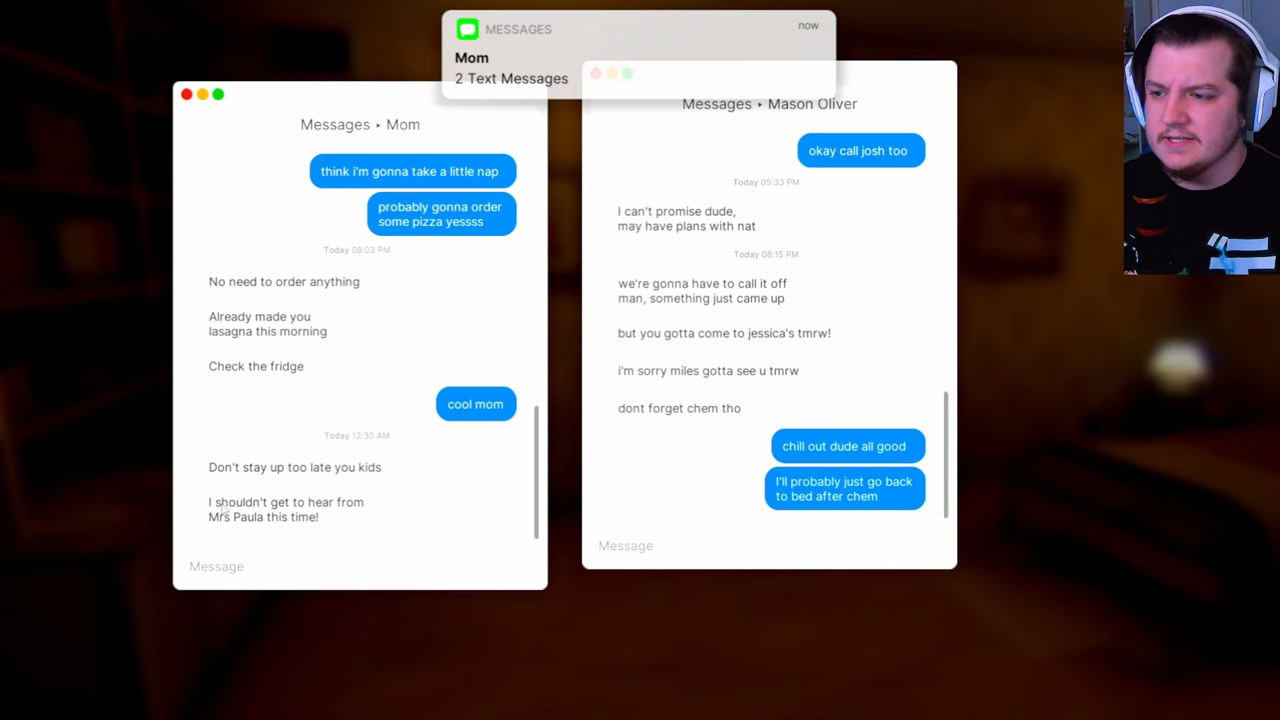 MESSAGES
now
Mom
2 Text Messages
Messages ▸ Mom
think i'm gonna take a little nap
probably gonna order
some pizza yessss
Today 08:03 PM
No need to order anything
Already made you
lasagna this morning
Check the fridge
cool mom
Today 12:30 AM
Don't stay up too late you kids
I shouldn't get to hear from
Mrs Paula this time!
Message
Messages ▸ Mason Oliver
okay call josh too
Today 05:33 PM
I can't promise dude,
may have plans with nat
Today 08:15 PM
we're gonna have to call it off
man, something just came up
but you gotta come to jessica's tmrw!
i'm sorry miles gotta see u tmrw
dont forget chem tho
chill out dude all good
I'll probably just go back
to bed after chem
Message